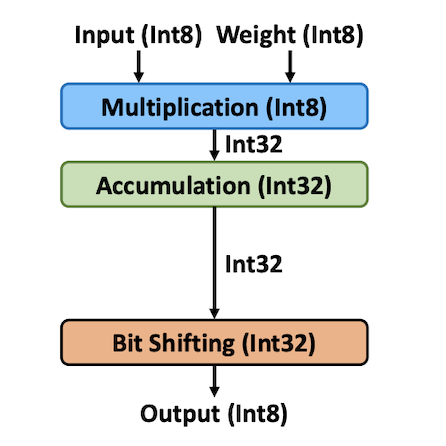 Input (Int8) Weight (Int8)
Multiplication (Int8)
Int32
Accumulation (Int32)
Int32
Bit Shifting (Int32)
Output (Int8)